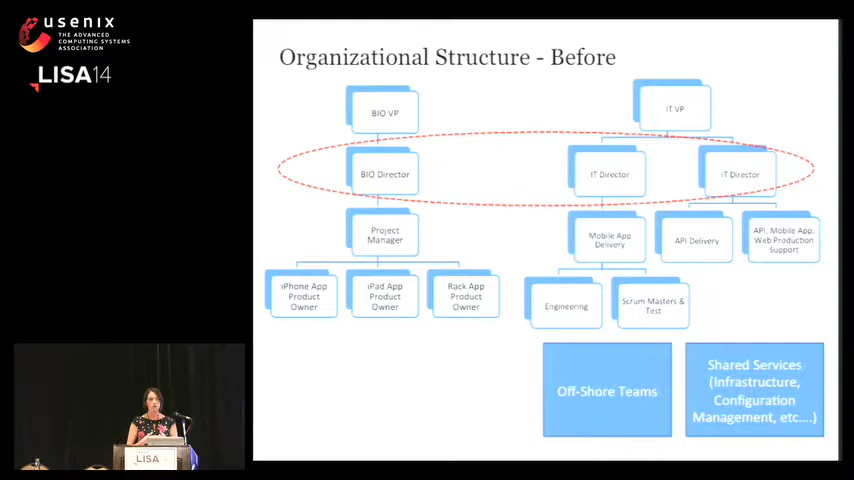 usenix
THE ADVANCED
COMPUTING SYSTEMS
ASSOCIATION
LISA14
Organizational Structure - Before
BIO VP
IT VP
BIO Director
IT Director
IT Director
Project
Manager
Mobile App
Delivery
API Delivery
API, Mobile App,
Web Production
Support
iPhone App
Product
Owner
iPad App
Product
Owner
Rack App
Product
Owner
Engineering
Scrum Masters &
Test
Off-Shore Teams
Shared Services
(Infrastructure,
Configuration
Management, etc....)
LISA14